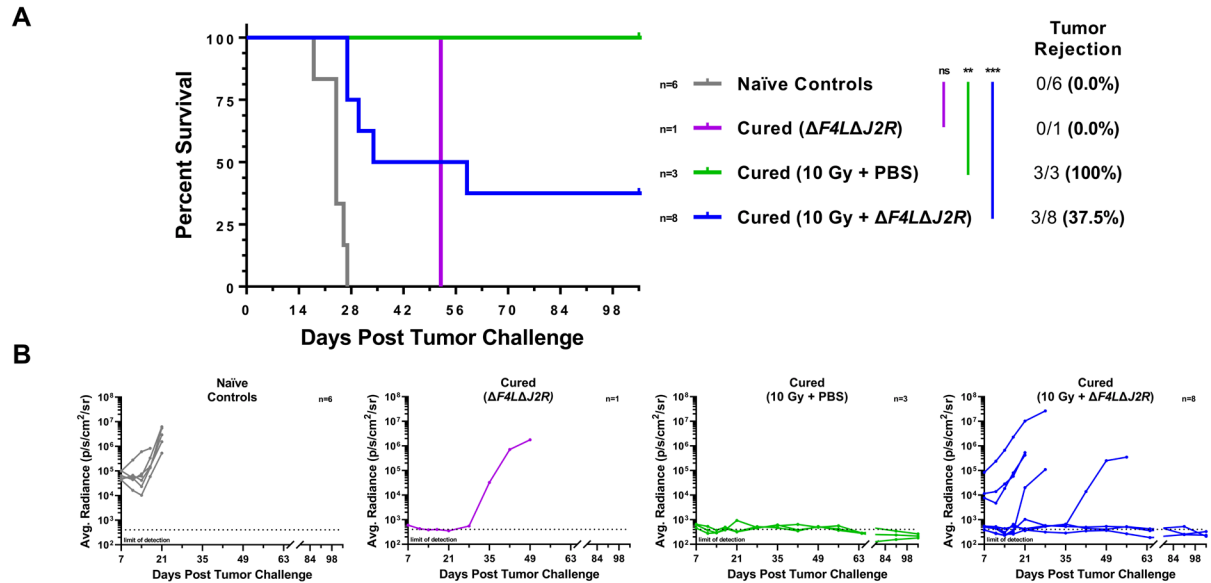 A
Percent Survival
100
75
50
25
0
0 14 28 42 56 70 84 98
Days Post Tumor Challenge
Tumor
Rejection
ns ** ***
n=6 Naïve Controls 0/6 (0.0%)
n=1 Cured (ΔF4LΔJ2R) 0/1 (0.0%)
n=3 Cured (10 Gy + PBS) 3/3 (100%)
n=8 Cured (10 Gy + ΔF4LΔJ2R) 3/8 (37.5%)
B
Naïve
Controls
n=6
Avg. Radiance (p/s/cm²/sr)
10⁸
10⁷
10⁶
10⁵
10⁴
10³
10²
limit of detection
7 21 35 49 63 84 98
Days Post Tumor Challenge
Cured
(ΔF4LΔJ2R)
n=1
Avg. Radiance (p/s/cm²/sr)
10⁸
10⁷
10⁶
10⁵
10⁴
10³
10²
limit of detection
7 21 35 49 63 84 98
Days Post Tumor Challenge
Cured
(10 Gy + PBS)
n=3
Avg. Radiance (p/s/cm²/sr)
10⁸
10⁷
10⁶
10⁵
10⁴
10³
10²
limit of detection
7 21 35 49 63 84 98
Days Post Tumor Challenge
Cured
(10 Gy + ΔF4LΔJ2R)
n=8
Avg. Radiance (p/s/cm²/sr)
10⁸
10⁷
10⁶
10⁵
10⁴
10³
10²
limit of detection
7 21 35 49 63 84 98
Days Post Tumor Challenge